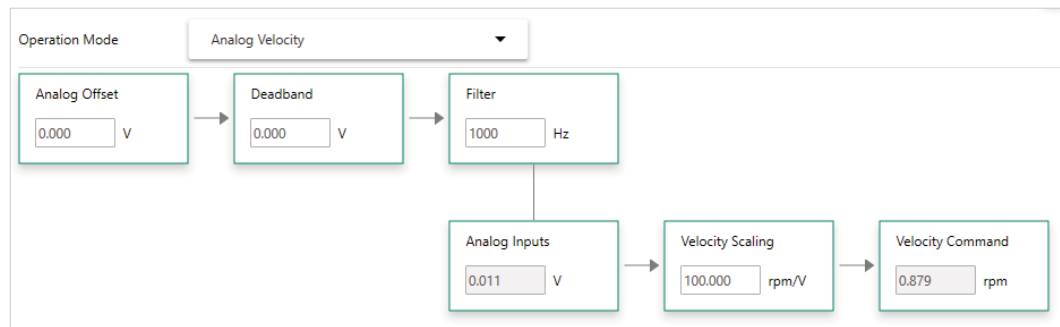 Operation Mode Analog Velocity
Analog Offset Deadband Filter
0.000 V 0.000 V 1000 Hz
Analog Inputs Velocity Scaling Velocity Command
0.011 V 100.000 rpm/V 0.879 rpm